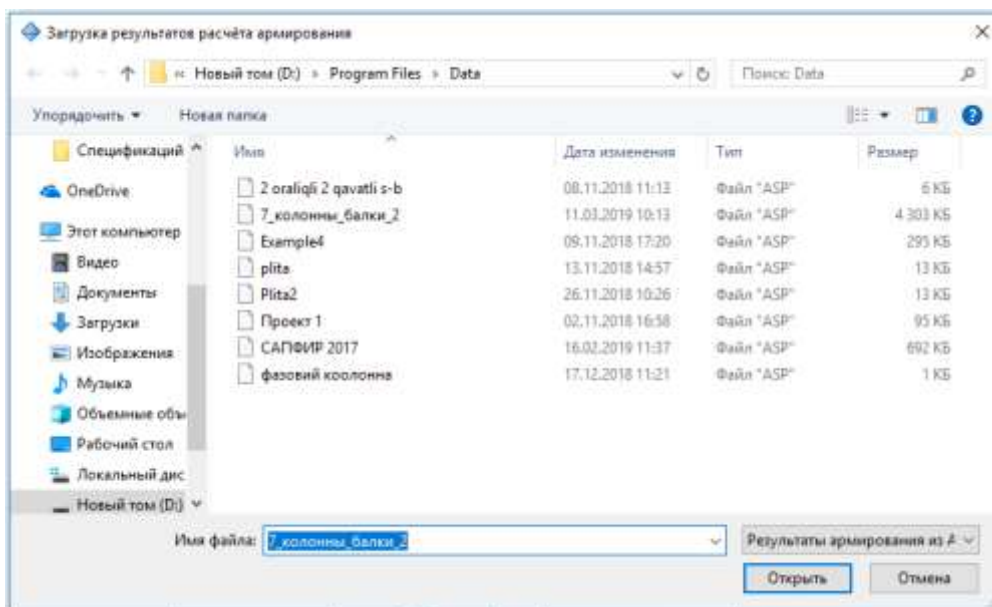 Загрузка результатов расчёта армирования
« Новый том (D:) › Program Files › Data
Поиск: Data
Упорядочить
Новая папка
Спецификаций
OneDrive
Этот компьютер
Видео
Документы
Загрузки
Изображения
Музыка
Объемные объ
Рабочий стол
Локальный дис
Новый том (D:)
Имя Дата изменения Тип Размер
2 oraliqli 2 qavatli s-b 08.11.2018 11:13 Файл "ASP" 6 КБ
7_колонны_балки_2 11.03.2019 10:13 Файл "ASP" 4 303 КБ
Example4 09.11.2018 17:20 Файл "ASP" 295 КБ
plita 13.11.2018 14:57 Файл "ASP" 13 КБ
Plita2 26.11.2018 10:26 Файл "ASP" 13 КБ
Проект 1 02.11.2018 16:58 Файл "ASP" 95 КБ
САПФИР 2017 16.02.2019 11:37 Файл "ASP" 692 КБ
фазовий коолонна 17.12.2018 11:21 Файл "ASP" 1 КБ
Имя файла: 7_колонны_балки_2
Результаты армирования из А
Открыть Отмена